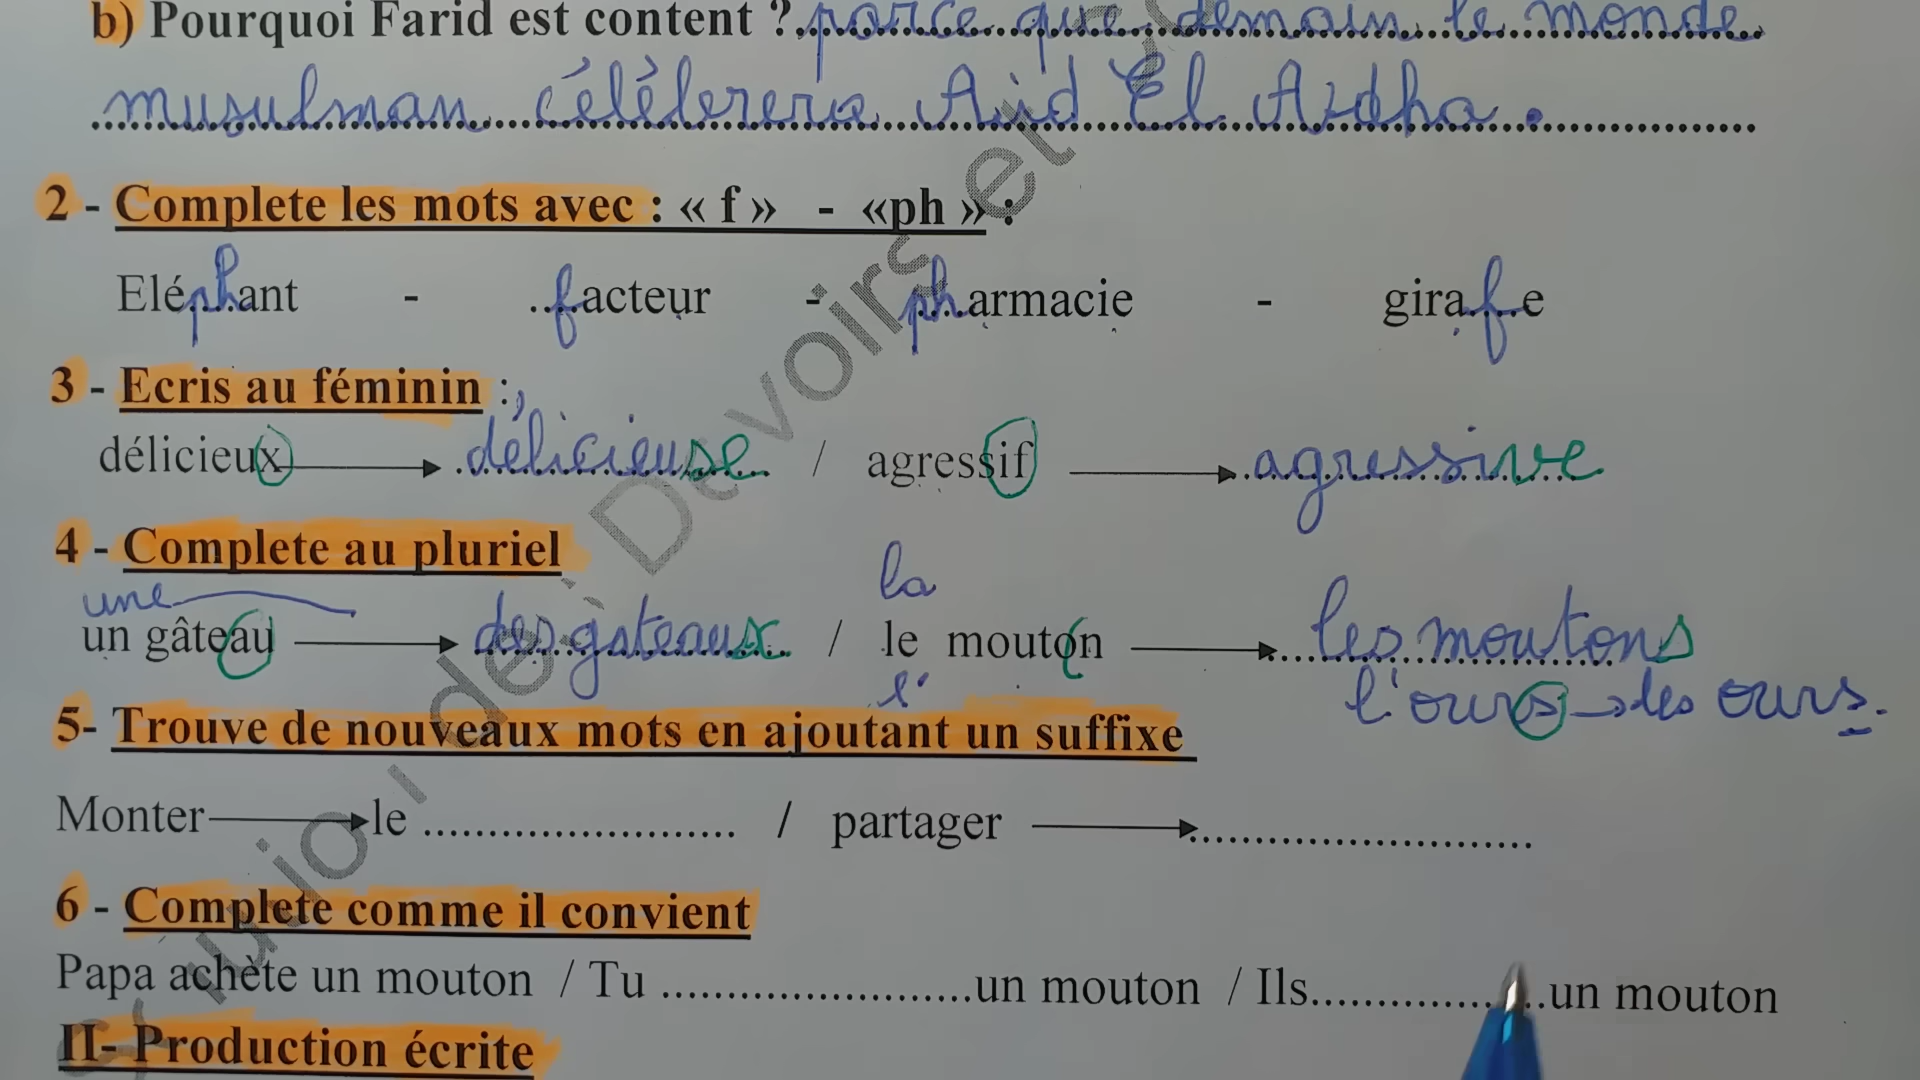 b) Pourquoi Farid est content ? parce que demain le monde
musulman célèbrera Aid El Aidha.
2 - Complete les mots avec : « f » - «ph » :
Eléphant - facteur - pharmacie - girafe
3 - Ecris au féminin :
délicieux → délicieuse / agressif → agressive
4 - Complete au pluriel
une la
un gâteau → des gateaux / le mouton → les moutons
l' l'ours → les ours.
5- Trouve de nouveaux mots en ajoutant un suffixe
Monter → le ........................ / partager → ..........................
6 - Complete comme il convient
Papa achète un mouton / Tu ........................un mouton / Ils..................un mouton
II- Production écrite